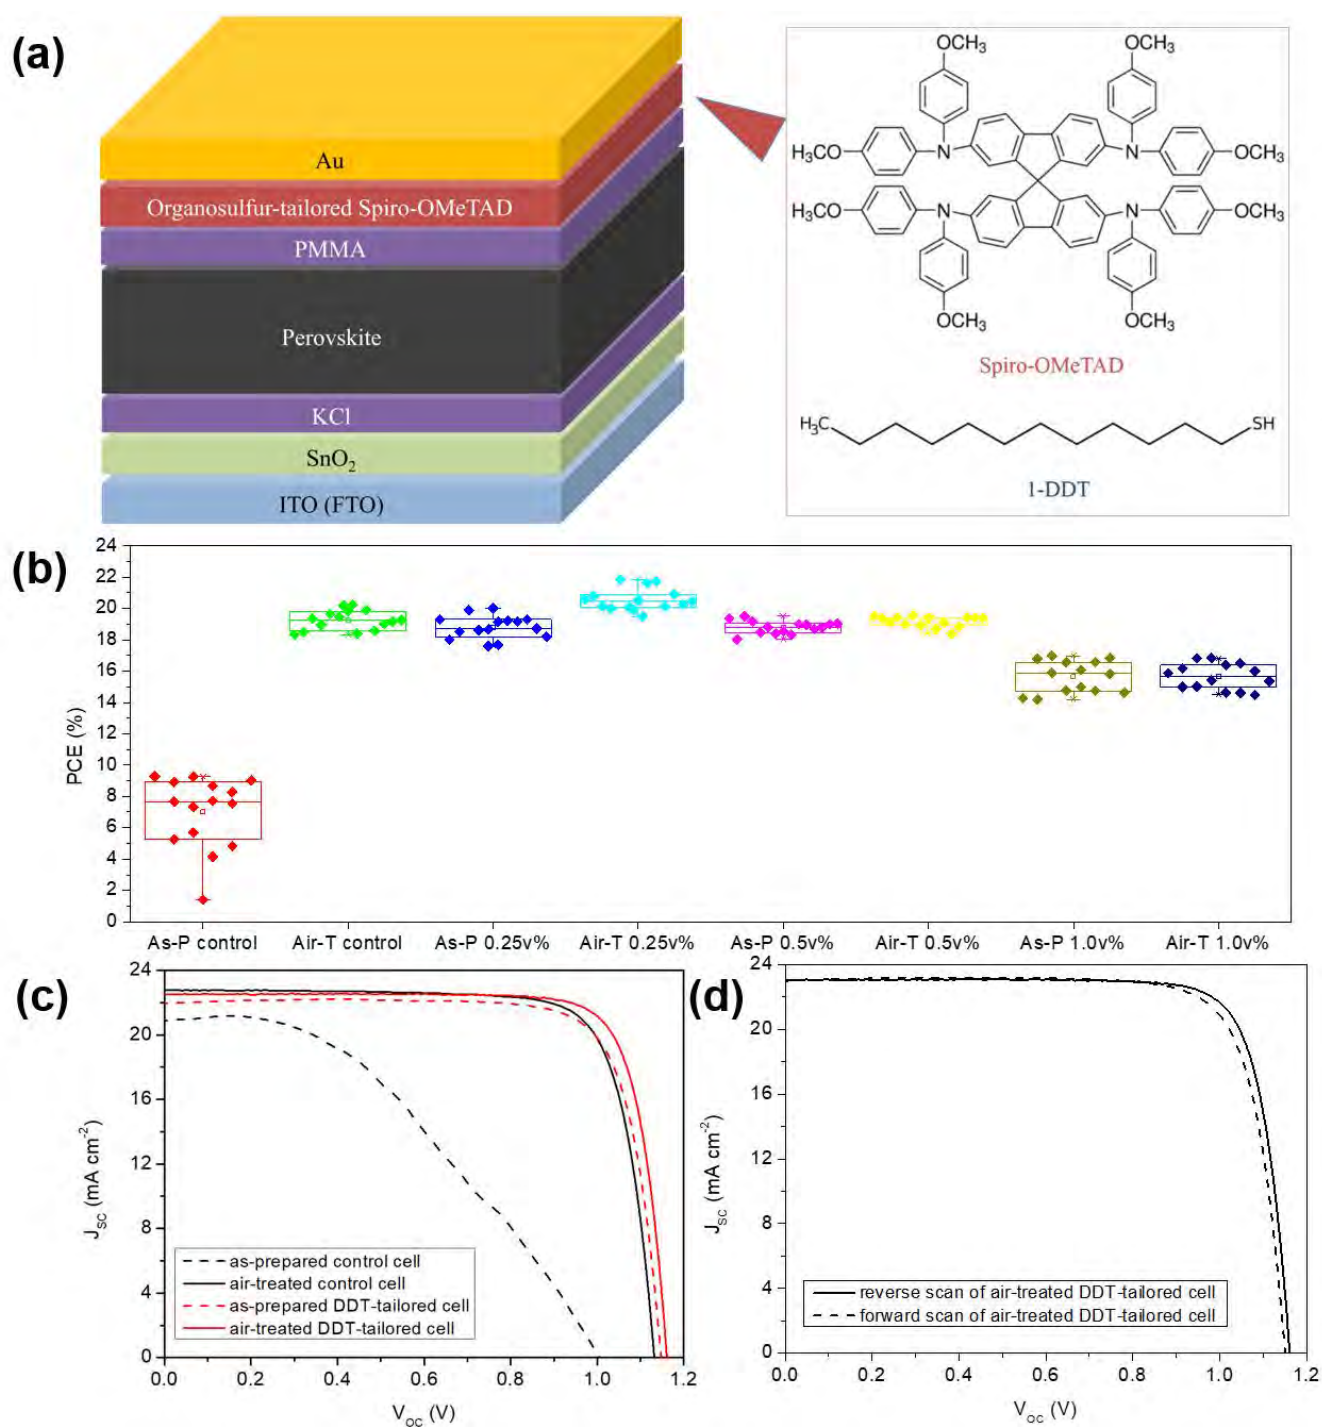 (a)
Au
Organosulfur-tailored Spiro-OMeTAD
PMMA
Perovskite
KCl
SnO2
ITO (FTO)
OCH3 OCH3
H3CO N N OCH3
H3CO N N OCH3
OCH3 OCH3
Spiro-OMeTAD
H3C SH
1-DDT
(b)
PCE (%)
24
22
20
18
16
14
12
10
8
6
4
2
0
As-P control Air-T control As-P 0.25v% Air-T 0.25v% As-P 0.5v% Air-T 0.5v% As-P 1.0v% Air-T 1.0v%
(c)
JSC (mA cm-2)
24
20
16
12
8
4
0
as-prepared control cell
air-treated control cell
as-prepared DDT-tailored cell
air-treated DDT-tailored cell
0.0 0.2 0.4 0.6 0.8 1.0 1.2
VOC (V)
(d)
JSC (mA cm-2)
24
20
16
12
8
4
0
reverse scan of air-treated DDT-tailored cell
forward scan of air-treated DDT-tailored cell
0.0 0.2 0.4 0.6 0.8 1.0 1.2
VOC (V)